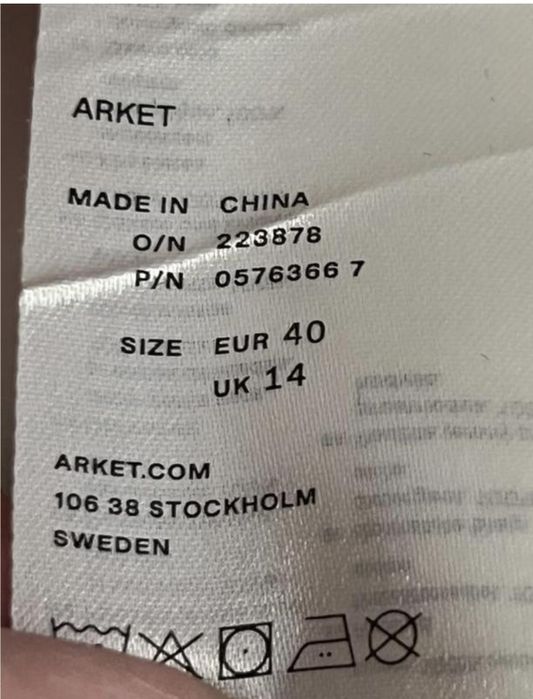 ARKET
MADE IN CHINA
O/N 223878
P/N 0576366 7
SIZE EUR 40
UK 14
ARKET.COM
106 38 STOCKHOLM
SWEDEN